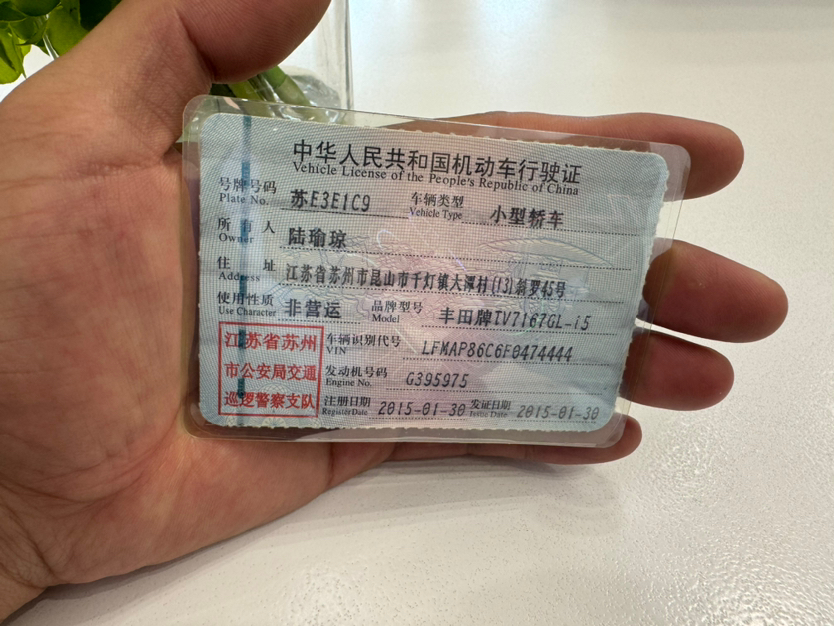 中华人民共和国机动车行驶证
Vehicle License of the People's Republic of China
号牌号码 苏E3E1C9 车辆类型 小型轿车
Plate No. Vehicle Type
所有人 陆瑜琼
Owner
住址 江苏省苏州市昆山市千灯镇大潭村(13)斜罗45号
Address
使用性质 非营运 品牌型号 丰田牌TV7167GL-i5
Use Character Model
江苏省苏州
市公安局交通
巡逻警察支队
车辆识别代号 LFMAP86C6F0474444
VIN
发动机号码 G395975
Engine No.
注册日期 2015-01-30 发证日期 2015-01-30
Register Date Issue Date